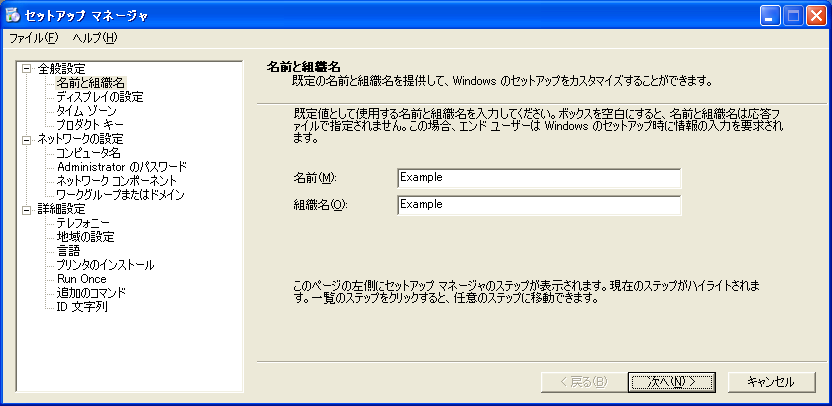 セットアップ マネージャ
ファイル(F) ヘルプ(H)
全般設定
名前と組織名
ディスプレイの設定
タイム ゾーン
プロダクト キー
ネットワークの設定
コンピュータ名
Administrator のパスワード
ネットワーク コンポーネント
ワークグループまたはドメイン
詳細設定
テレフォニー
地域の設定
言語
プリンタのインストール
Run Once
追加のコマンド
ID 文字列
名前と組織名
既定の名前と組織名を提供して、Windows のセットアップをカスタマイズすることができます。
既定値として使用する名前と組織名を入力してください。ボックスを空白にすると、名前と組織名は応答フ
ァイルで指定されません。この場合、エンド ユーザーは Windows のセットアップ時に情報の入力を要求され
ます。
名前(M): Example
組織名(O): Example
このページの左側にセットアップ マネージャのステップが表示されます。現在のステップがハイライトされま
す。一覧のステップをクリックすると、任意のステップに移動できます。
< 戻る(B) 次へ(N) > キャンセル